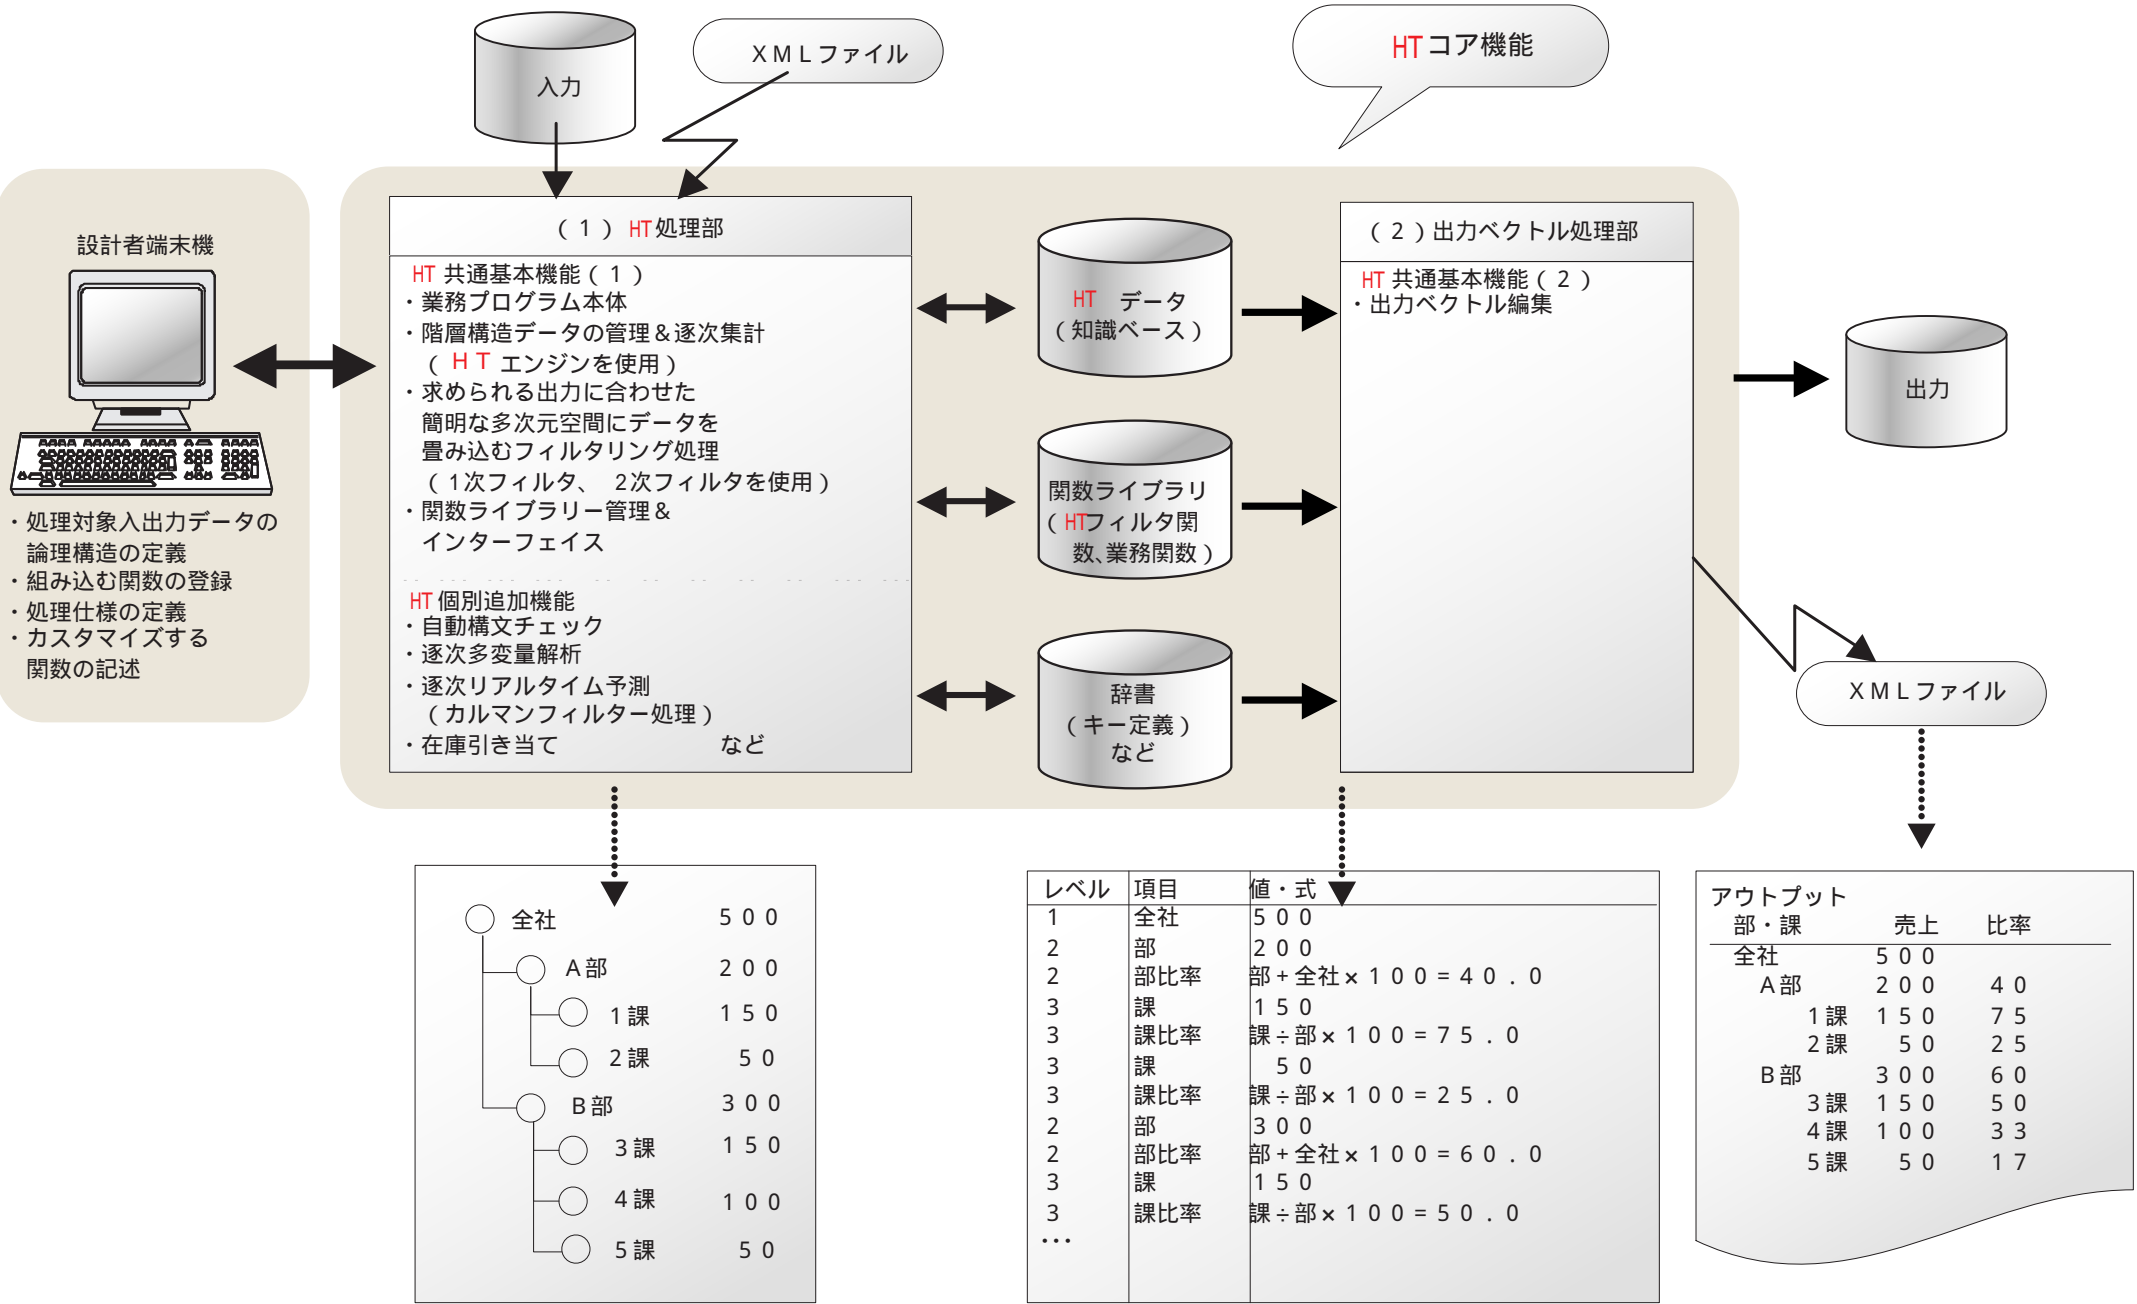 入力
ＸＭＬファイル
HTコア機能
設計者端末機
・処理対象入出力データの
論理構造の定義
・組み込む関数の登録
・処理仕様の定義
・カスタマイズする
関数の記述
（１）HT処理部
HT 共通基本機能（１）
・業務プログラム本体
・階層構造データの管理＆逐次集計
（ＨＴ エンジンを使用）
・求められる出力に合わせた
簡明な多次元空間にデータを
畳み込むフィルタリング処理
（1次フィルタ、 2次フィルタを使用）
・関数ライブラリー管理＆
インターフェイス
HT 個別追加機能
・自動構文チェック
・逐次多変量解析
・逐次リアルタイム予測
（カルマンフィルター処理）
・在庫引き当て など
HT データ
（知識ベース）
関数ライブラリ
（HTフィルタ関
数、業務関数）
辞書
（キー定義）
など
（２）出力ベクトル処理部
HT 共通基本機能（２）
・出力ベクトル編集
出力
ＸＭＬファイル
全社 ５００
Ａ部 ２００
１課 １５０
２課 ５０
Ｂ部 ３００
３課 １５０
４課 １００
５課 ５０
レベル 項目 値・式
1 全社 ５００
2 部 ２００
2 部比率 部＋全社×１００＝４０．０
3 課 １５０
3 課比率 課÷部×１００＝７５．０
3 課 ５０
3 課比率 課÷部×１００＝２５．０
2 部 ３００
2 部比率 部＋全社×１００＝６０．０
3 課 １５０
3 課比率 課÷部×１００＝５０．０
・・・
アウトプット
部・課 売上 比率
全社 ５００
Ａ部 ２００ ４０
１課 １５０ ７５
２課 ５０ ２５
Ｂ部 ３００ ６０
３課 １５０ ５０
４課 １００ ３３
５課 ５０ １７